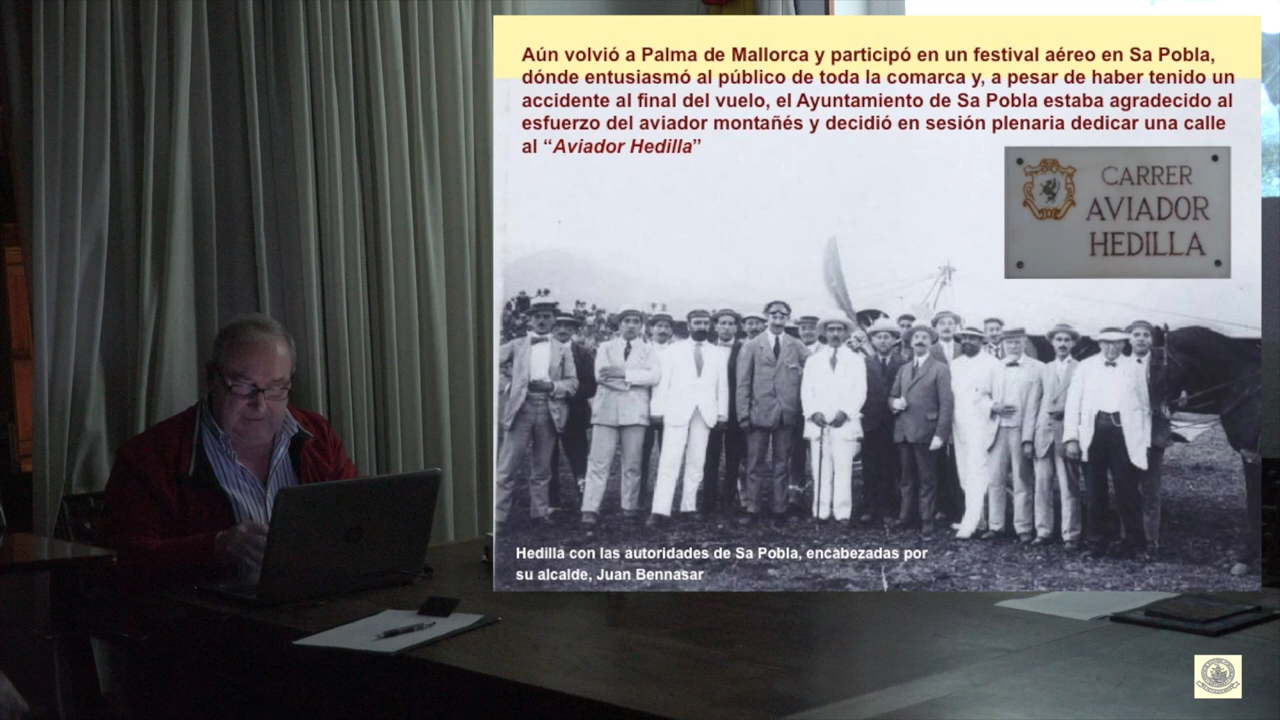 Aún volvió a Palma de Mallorca y participó en un festival aéreo en Sa Pobla,
dónde entusiasmó al público de toda la comarca y, a pesar de haber tenido un
accidente al final del vuelo, el Ayuntamiento de Sa Pobla estaba agradecido al
esfuerzo del aviador montañés y decidió en sesión plenaria dedicar una calle
al “Aviador Hedilla”
CARRER
AVIADOR
HEDILLA
Hedilla con las autoridades de Sa Pobla, encabezadas por
su alcalde, Juan Bennasar